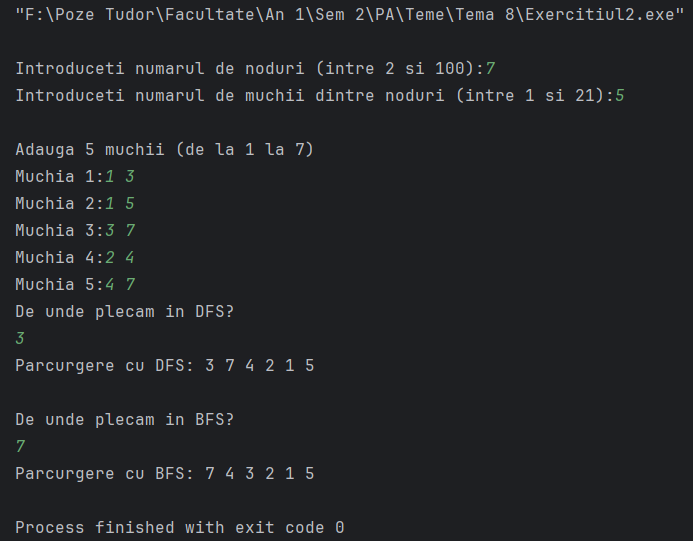 "F:\Poze Tudor\Facultate\An 1\Sem 2\PA\Teme\Tema 8\Exercitiul2.exe"
Introduceti numarul de noduri (intre 2 si 100):7
Introduceti numarul de muchii dintre noduri (intre 1 si 21):5
Adauga 5 muchii (de la 1 la 7)
Muchia 1:1 3
Muchia 2:1 5
Muchia 3:3 7
Muchia 4:2 4
Muchia 5:4 7
De unde plecam in DFS?
3
Parcurgere cu DFS: 3 7 4 2 1 5
De unde plecam in BFS?
7
Parcurgere cu BFS: 7 4 3 2 1 5
Process finished with exit code 0